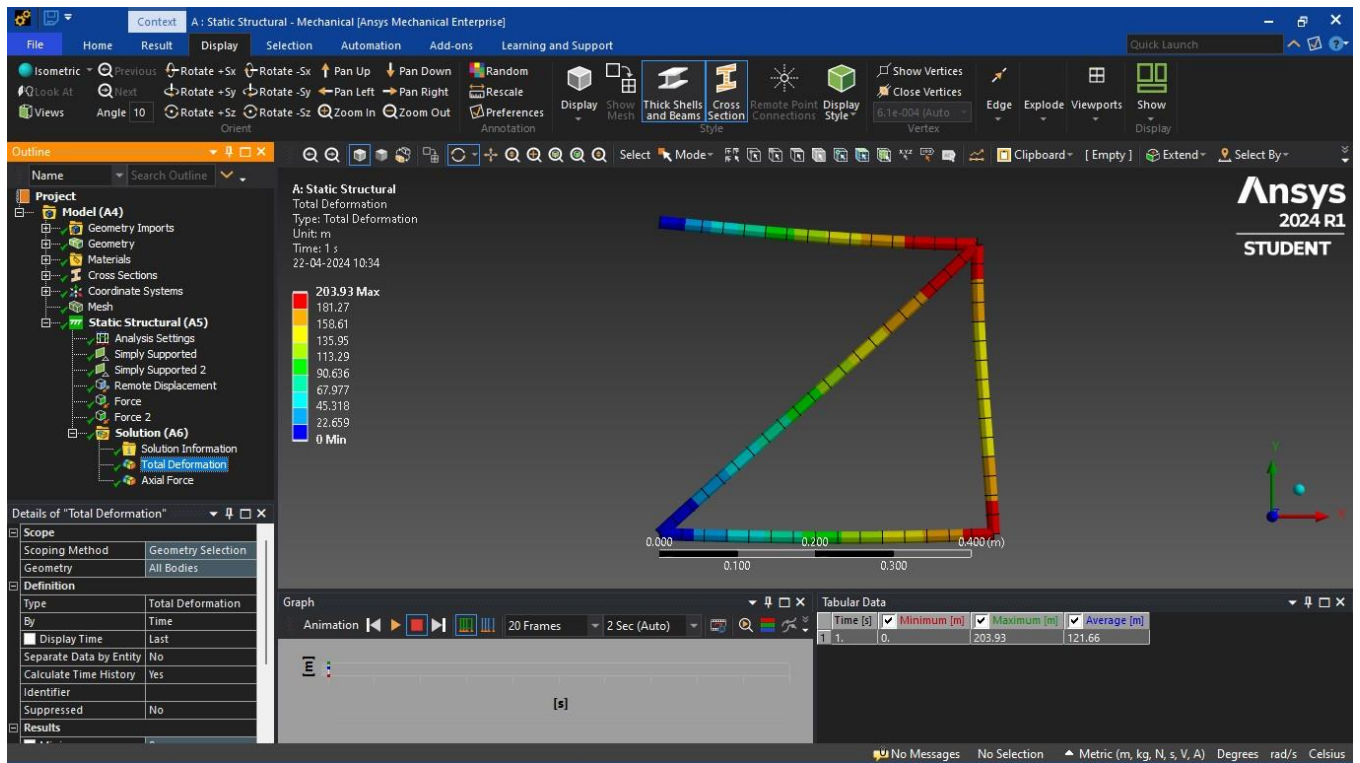 Context A : Static Structural - Mechanical [Ansys Mechanical Enterprise]
File Home Result Display Selection Automation Add-ons Learning and Support Quick Launch
Isometric Previous Rotate +Sx Rotate -Sx Pan Up Pan Down Random Show Vertices
Look At Next Rotate +Sy Rotate -Sy Pan Left Pan Right Rescale Close Vertices
Views Angle 10 Rotate +Sz Rotate -Sz Zoom In Zoom Out Preferences 6.1e-004 (Auto
Display Show Mesh Thick Shells and Beams Cross Section Remote Point Connections Display Style Edge Explode Viewports Show
Orient Annotation Style Vertex Display
Outline
Select Mode Clipboard [ Empty ] Extend Select By
Name Search Outline
Project
Model (A4)
Geometry Imports
Geometry
Materials
Cross Sections
Coordinate Systems
Mesh
Static Structural (A5)
Analysis Settings
Simply Supported
Simply Supported 2
Remote Displacement
Force
Force 2
Solution (A6)
Solution Information
Total Deformation
Axial Force
A: Static Structural
Total Deformation
Type: Total Deformation
Unit: m
Time: 1 s
22-04-2024 10:34
203.93 Max
181.27
158.61
135.95
113.29
90.636
67.977
45.318
22.659
0 Min
Ansys
2024 R1
STUDENT
Y
X
0.000 0.200 0.400 (m)
0.100 0.300
Details of "Total Deformation"
Scope
Scoping Method Geometry Selection
Geometry All Bodies
Definition
Type Total Deformation
By Time
Display Time Last
Separate Data by Entity No
Calculate Time History Yes
Identifier
Suppressed No
Results
Graph
Animation 20 Frames 2 Sec (Auto)
[m]
[s]
Tabular Data
Time [s] Minimum [m] Maximum [m] Average [m]
1 1. 0. 203.93 121.66
No Messages No Selection Metric (m, kg, N, s, V, A) Degrees rad/s Celsius